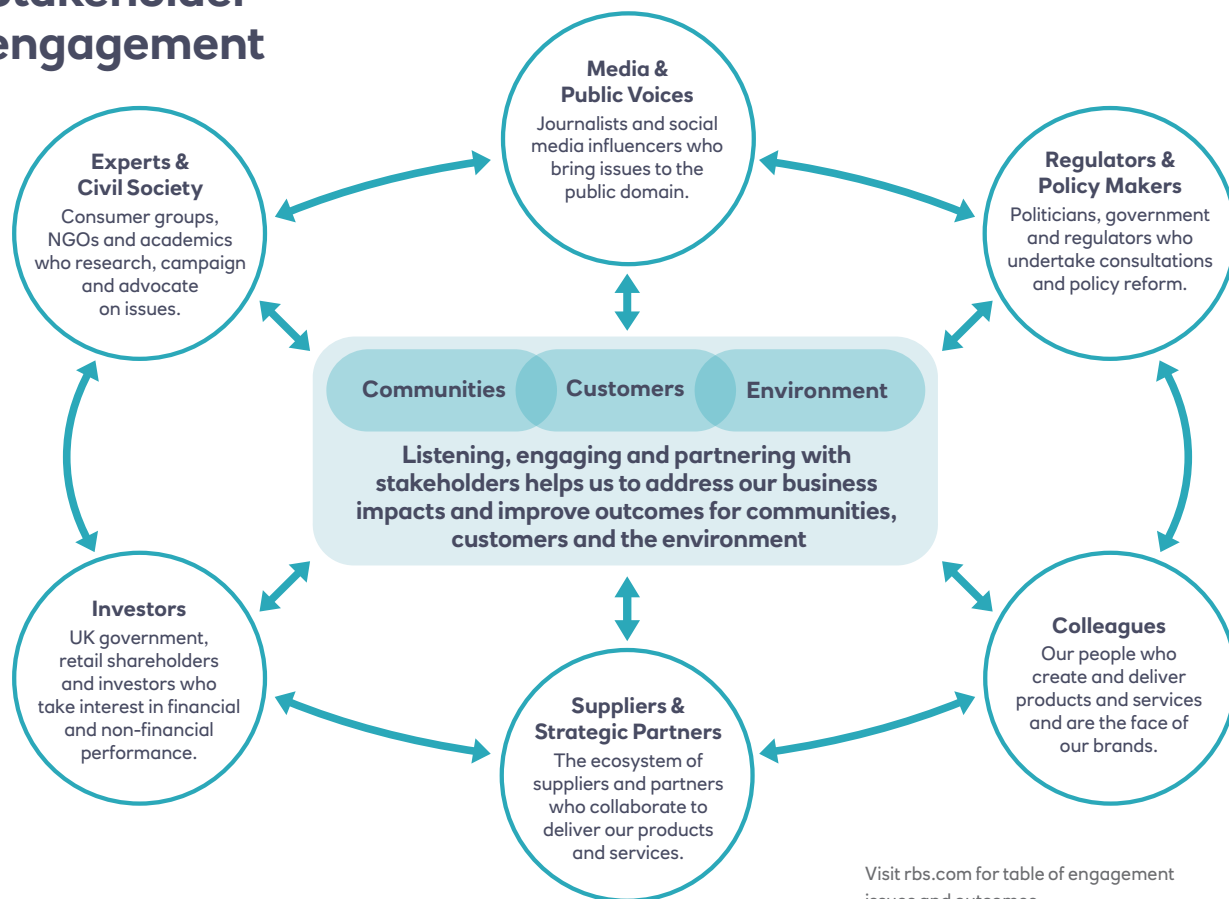 stakeholder
engagement
Media &
Public Voices
Journalists and social
media influencers who
bring issues to the
public domain.
Experts &
Civil Society
Consumer groups,
NGOs and academics
who research, campaign
and advocate
on issues.
Regulators &
Policy Makers
Politicians, government
and regulators who
undertake consultations
and policy reform.
Communities
Customers
Environment
Listening, engaging and partnering with
stakeholders helps us to address our business
impacts and improve outcomes for communities,
customers and the environment
Investors
UK government,
retail shareholders
and investors who
take interest in financial
and non-financial
performance.
Suppliers &
Strategic Partners
The ecosystem of
suppliers and partners
who collaborate to
deliver our products
and services.
Colleagues
Our people who
create and deliver
products and services
and are the face of
our brands.
Visit rbs.com for table of engagement
issues and outcomes